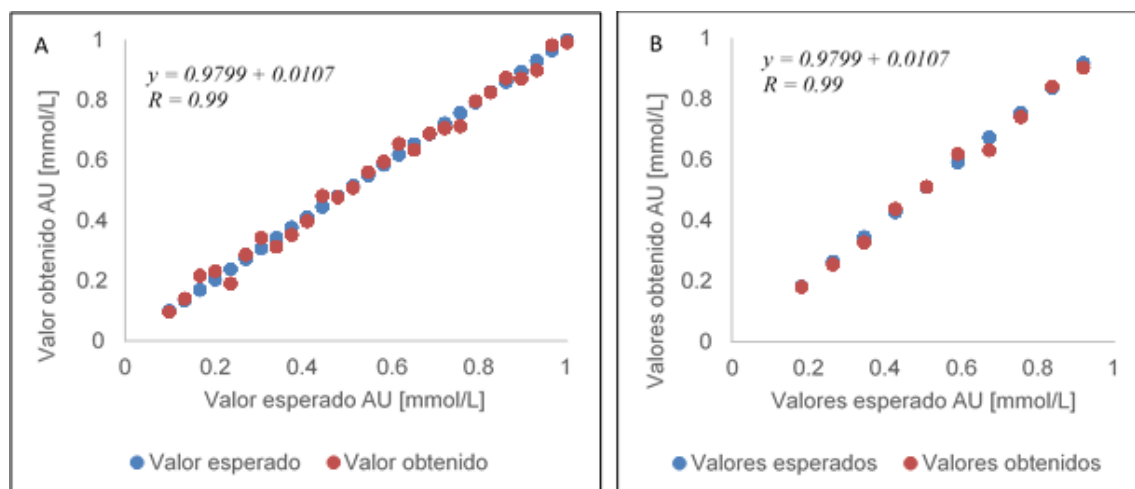 A
y = 0.9799 + 0.0107
R = 0.99
Valor obtenido AU [mmol/L]
1
0.8
0.6
0.4
0.2
0
0 0.2 0.4 0.6 0.8 1
Valor esperado AU [mmol/L]
Valor esperado Valor obtenido
B
y = 0.9799 + 0.0107
R = 0.99
Valores obtenido AU [mmol/L]
1
0.8
0.6
0.4
0.2
0
0 0.2 0.4 0.6 0.8 1
Valores esperado AU [mmol/L]
Valores esperados Valores obtenidos